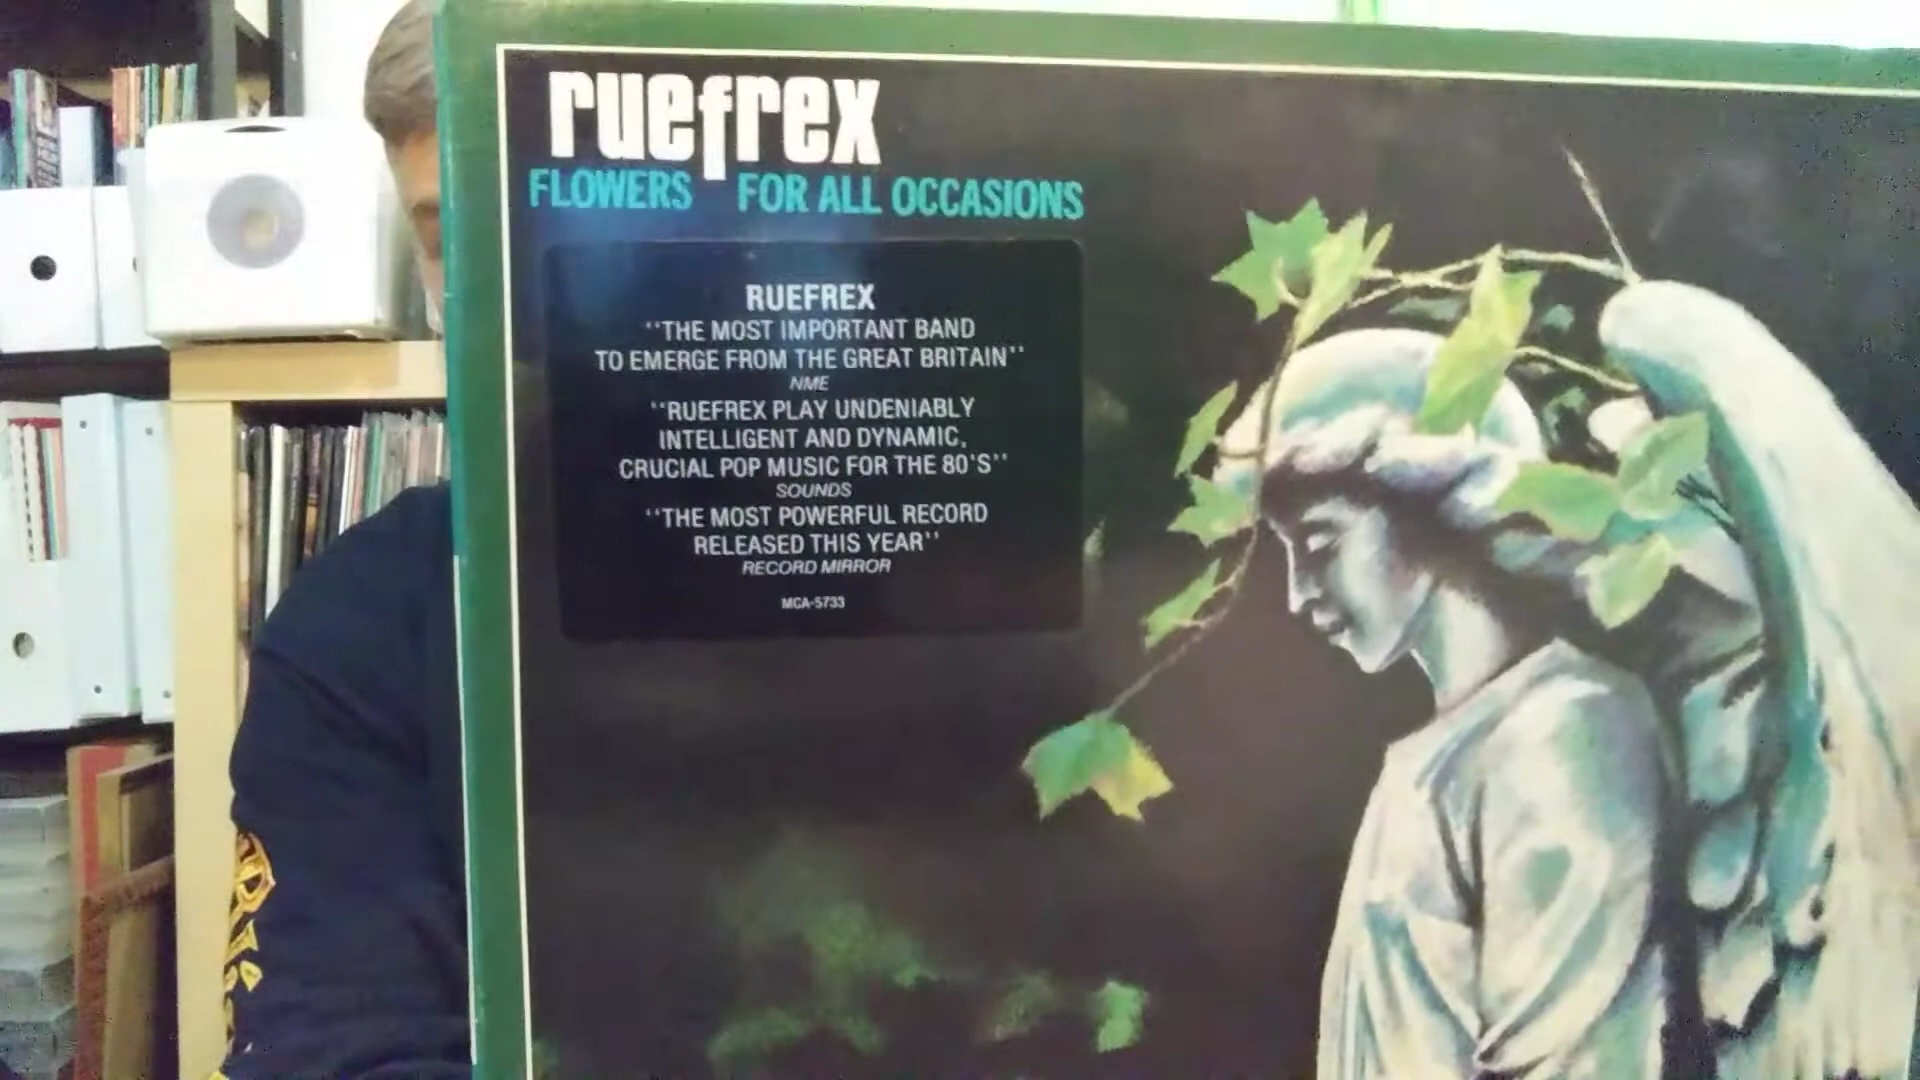 ruefrex
FLOWERS FOR ALL OCCASIONS
RUEFREX
“THE MOST IMPORTANT BAND
TO EMERGE FROM THE GREAT BRITAIN”
NME
“RUEFREX PLAY UNDENIABLY
INTELLIGENT AND DYNAMIC,
CRUCIAL POP MUSIC FOR THE 80'S”
SOUNDS
“THE MOST POWERFUL RECORD
RELEASED THIS YEAR”
RECORD MIRROR
MCA-5733